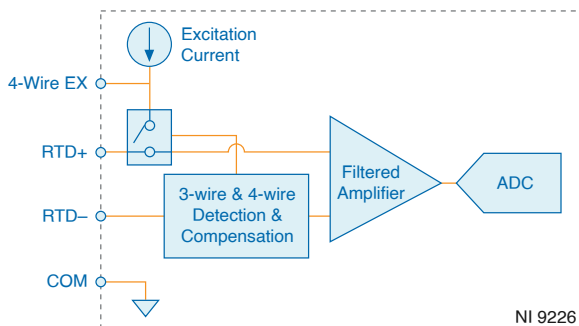 Excitation
Current
4-Wire EX
RTD+
Filtered
Amplifier
ADC
3-wire & 4-wire
Detection &
Compensation
RTD–
COM
NI 9226